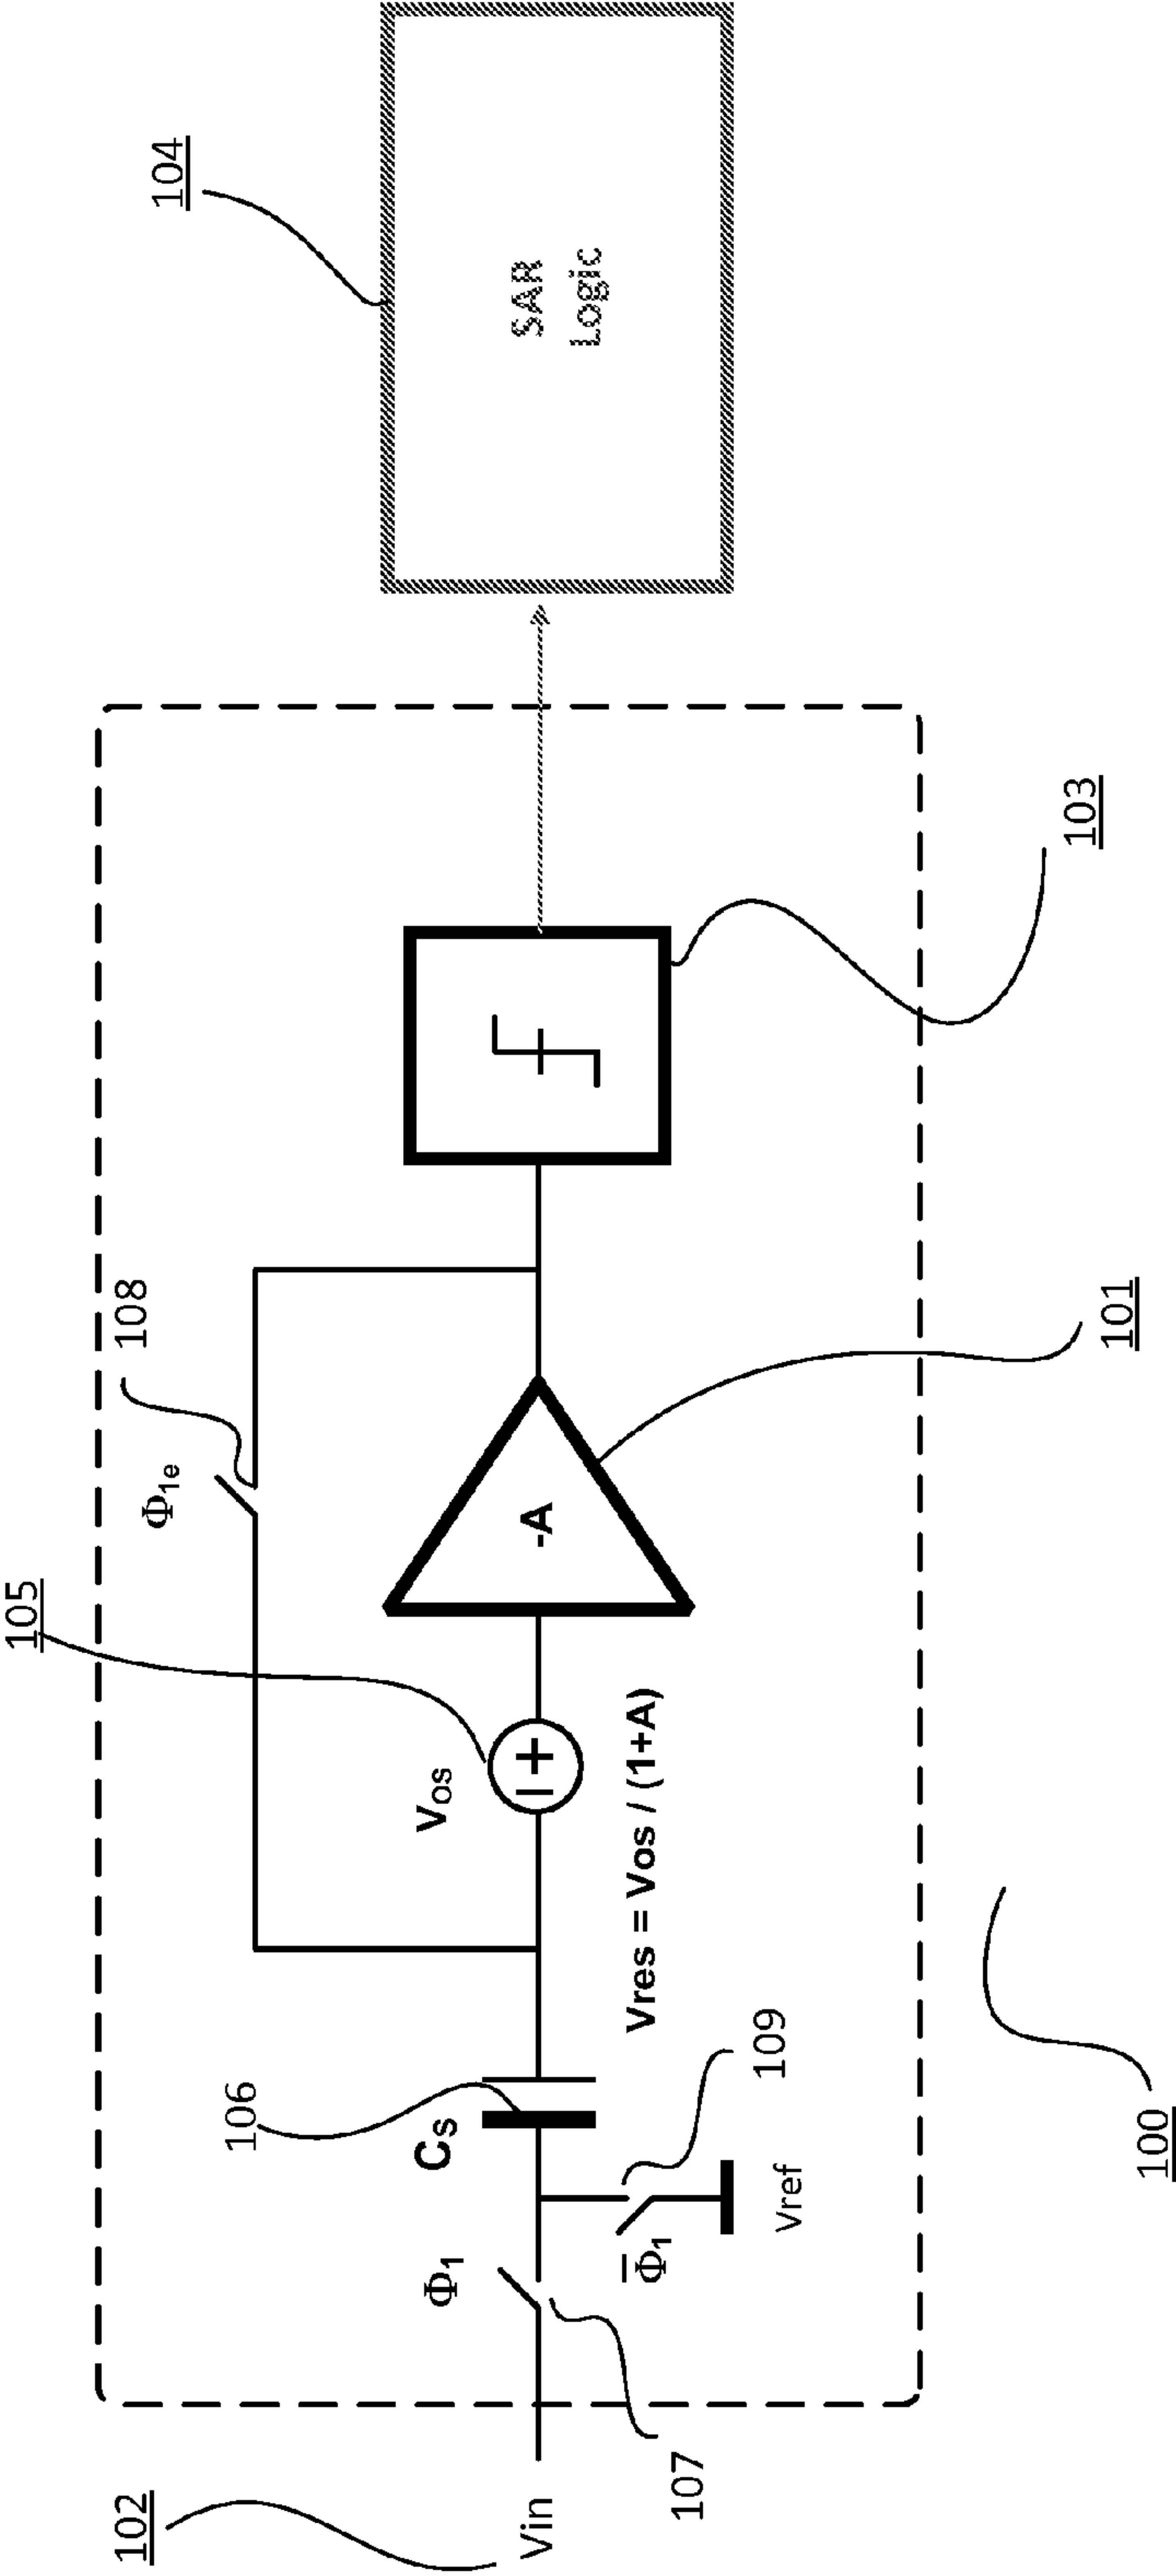 102
Vin
107
Φ1
Φ̅1
109
Vref
CS
106
100
Vres = Vos / (1+A)
Vos
105
Φ1e
108
-A
101
103
SAR
Logic
104